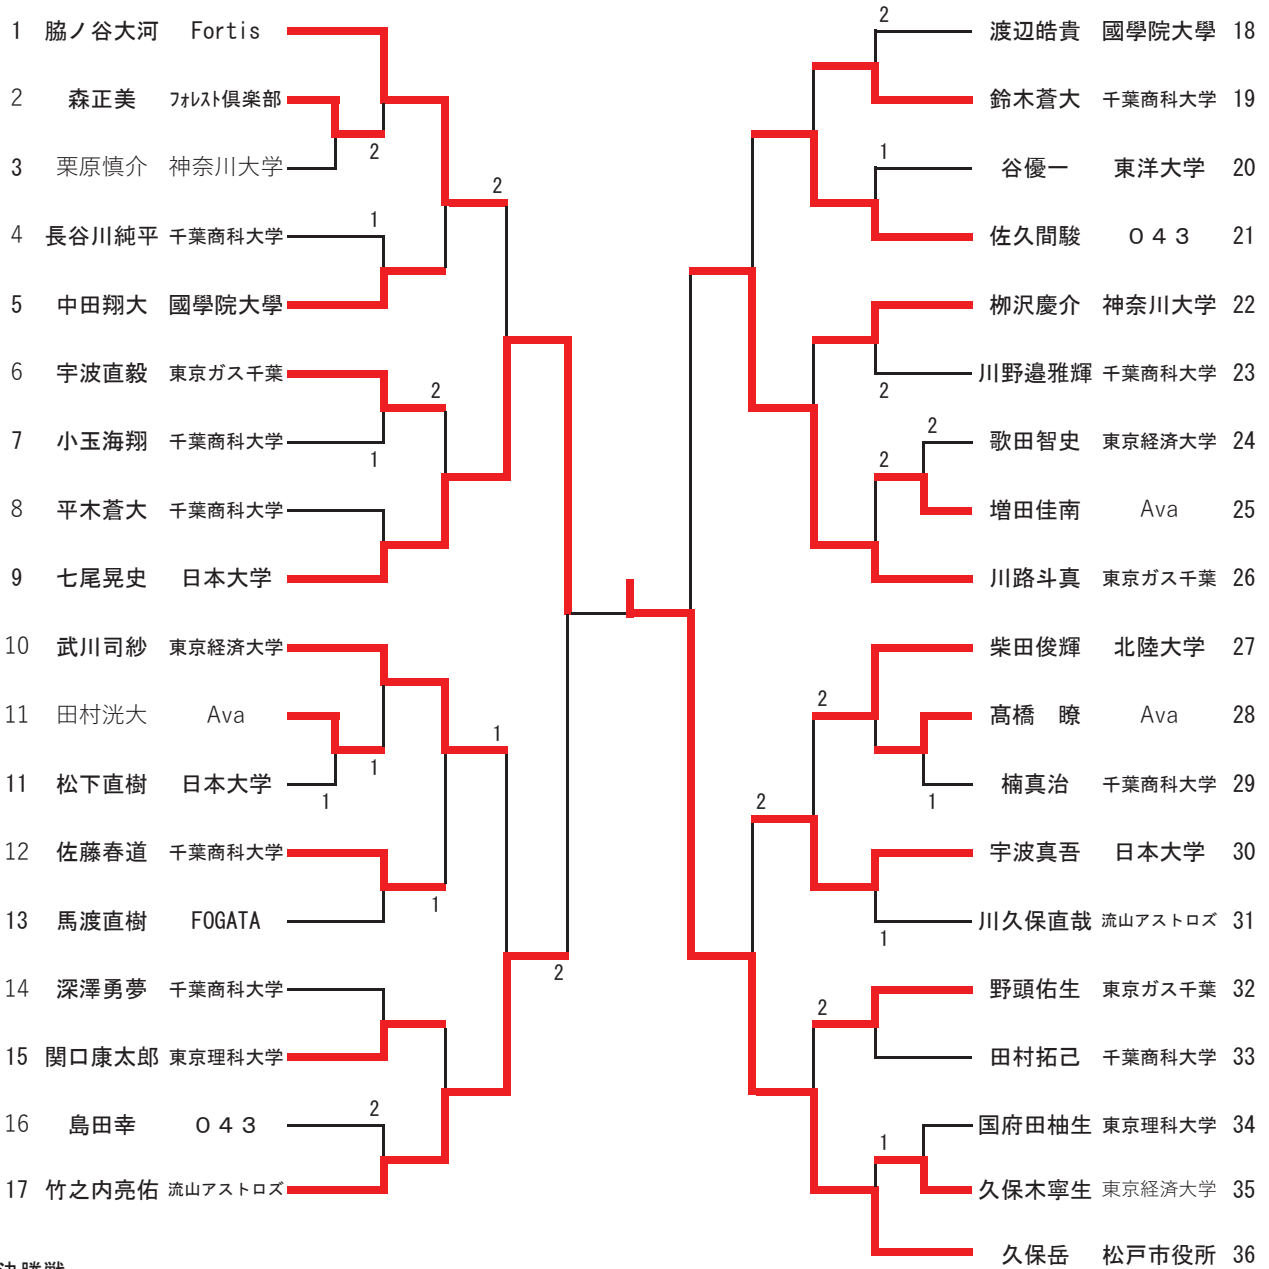 1 脇ノ谷大河 Fortis
2 森正美 フォレスト倶楽部
3 栗原慎介 神奈川大学
2
2
4 長谷川純平 千葉商科大学
1
5 中田翔大 國學院大學
6 宇波直毅 東京ガス千葉
2
7 小玉海翔 千葉商科大学
1
8 平木蒼大 千葉商科大学
9 七尾晃史 日本大学
10 武川司紗 東京経済大学
11 田村洸大 Ava
1
1
11 松下直樹 日本大学
1
12 佐藤春道 千葉商科大学
1
13 馬渡直樹 FOGATA
2
14 深澤勇夢 千葉商科大学
15 関口康太郎 東京理科大学
16 島田幸 ０４３
2
17 竹之内亮佑 流山アストロズ
2
渡辺皓貴 國學院大學 18
鈴木蒼大 千葉商科大学 19
1
谷優一 東洋大学 20
佐久間駿 ０４３ 21
栁沢慶介 神奈川大学 22
川野邉雅輝 千葉商科大学 23
2
2
歌田智史 東京経済大学 24
2
増田佳南 Ava 25
川路斗真 東京ガス千葉 26
柴田俊輝 北陸大学 27
2
髙橋　瞭 Ava 28
楠真治 千葉商科大学 29
1
2
宇波真吾 日本大学 30
川久保直哉 流山アストロズ 31
1
野頭佑生 東京ガス千葉 32
2
田村拓己 千葉商科大学 33
国府田柚生 東京理科大学 34
1
久保木寧生 東京経済大学 35
久保岳 松戸市役所 36
決勝戦